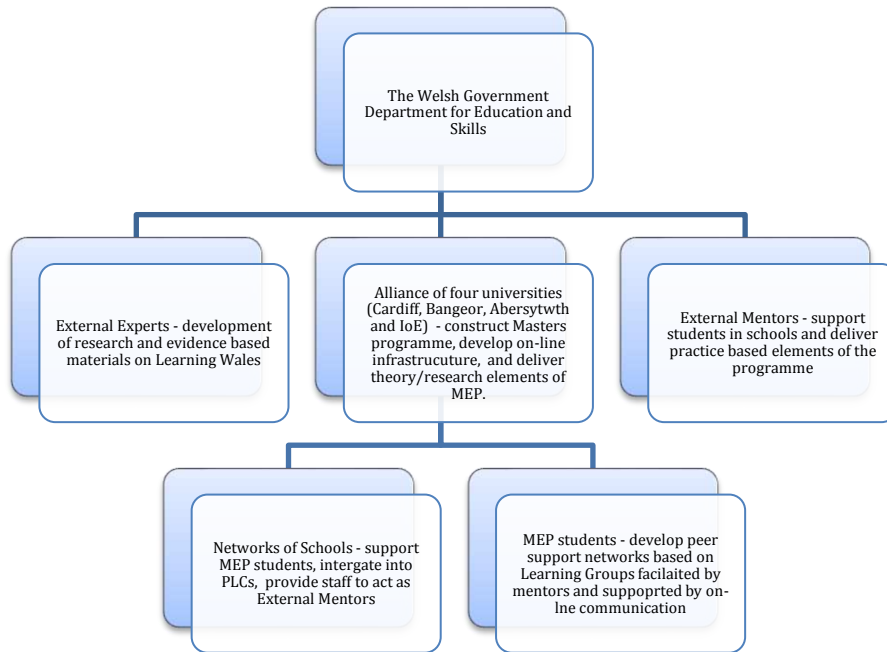 The Welsh Government
Department for Education and
Skills
External Experts - development
of research and evidence based
materials on Learning Wales
Alliance of four universities
(Cardiff, Bangeor, Abersytwth
and IoE) - construct Masters
programme, develop on-line
infrastrucuture, and deliver
theory/research elements of
MEP.
External Mentors - support
students in schools and deliver
practice based elements of the
programme
Networks of Schools - support
MEP students, intergate into
PLCs, provide staff to act as
External Mentors
MEP students - develop peer
support networks based on
Learning Groups facilaited by
mentors and suppoprted by on-
lne communication